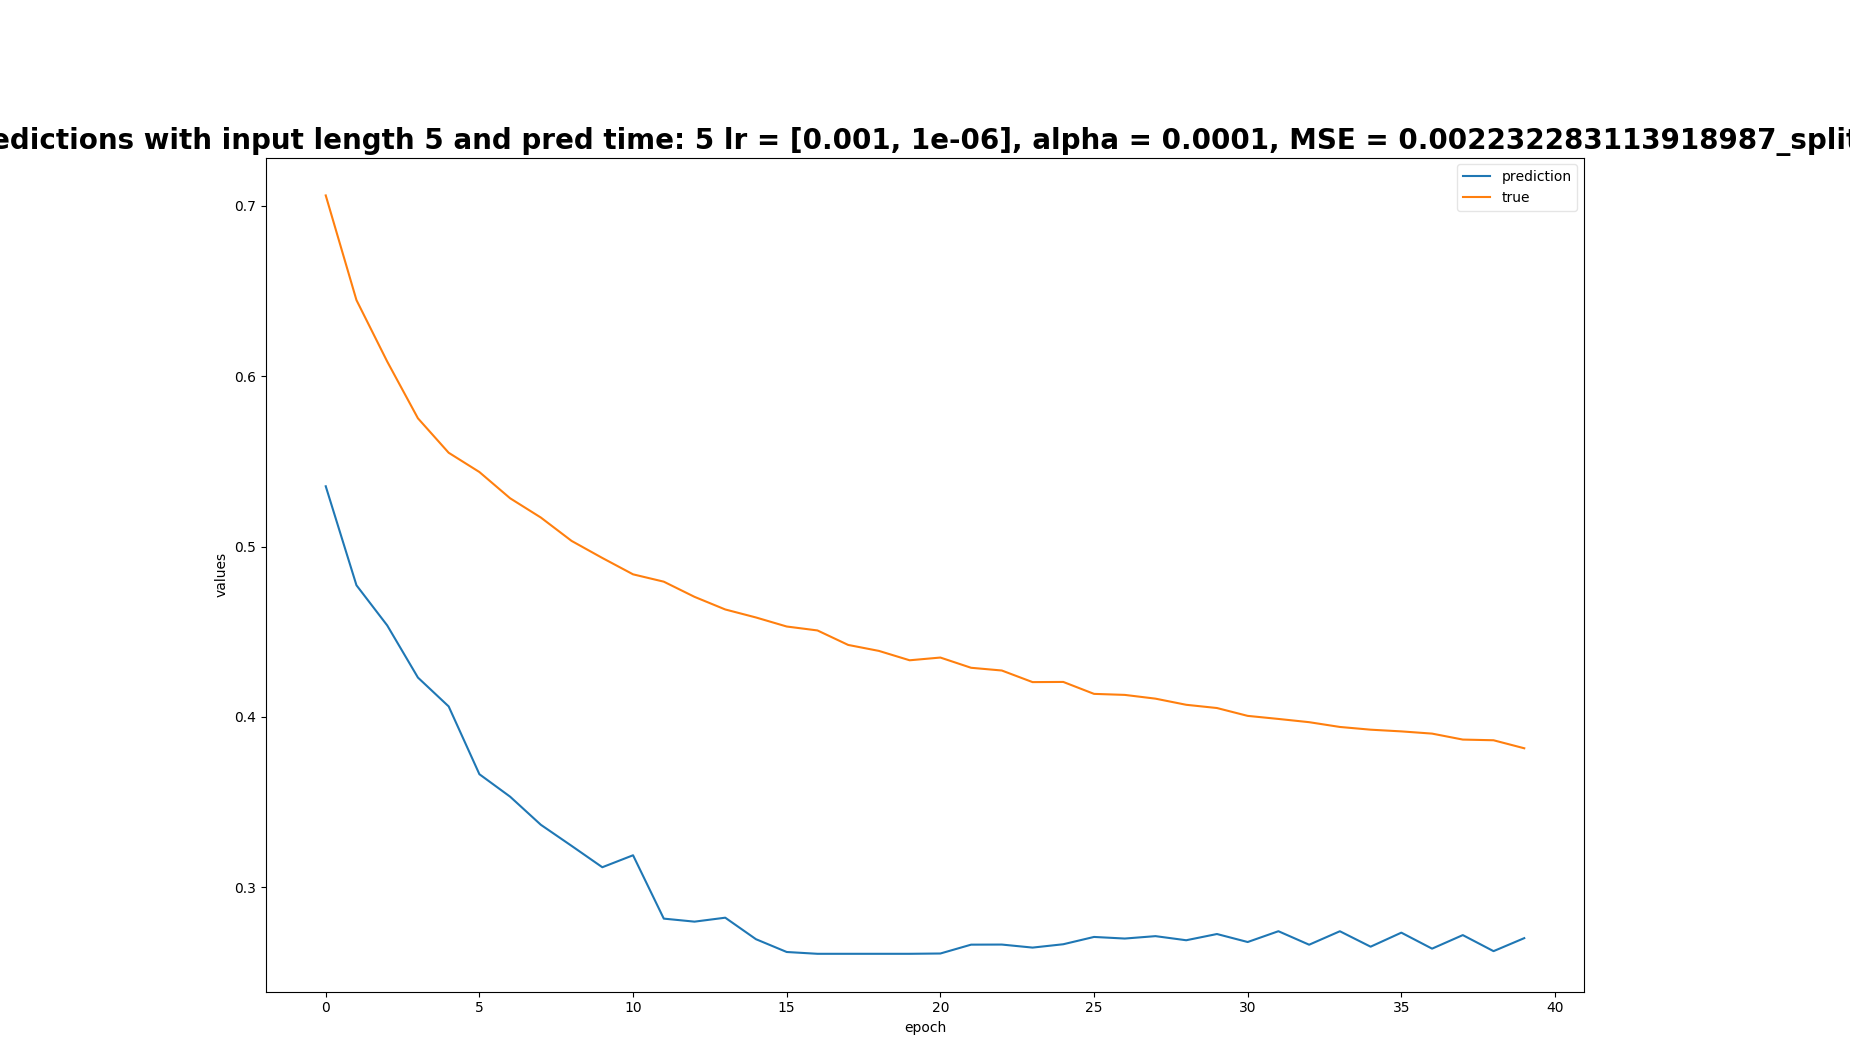 edictions with input length 5 and pred time: 5 lr = [0.001, 1e-06], alpha = 0.0001, MSE = 0.002232283113918987_split
prediction
true
0.7
0.6
0.5
0.4
0.3
values
0 5 10 15 20 25 30 35 40
epoch